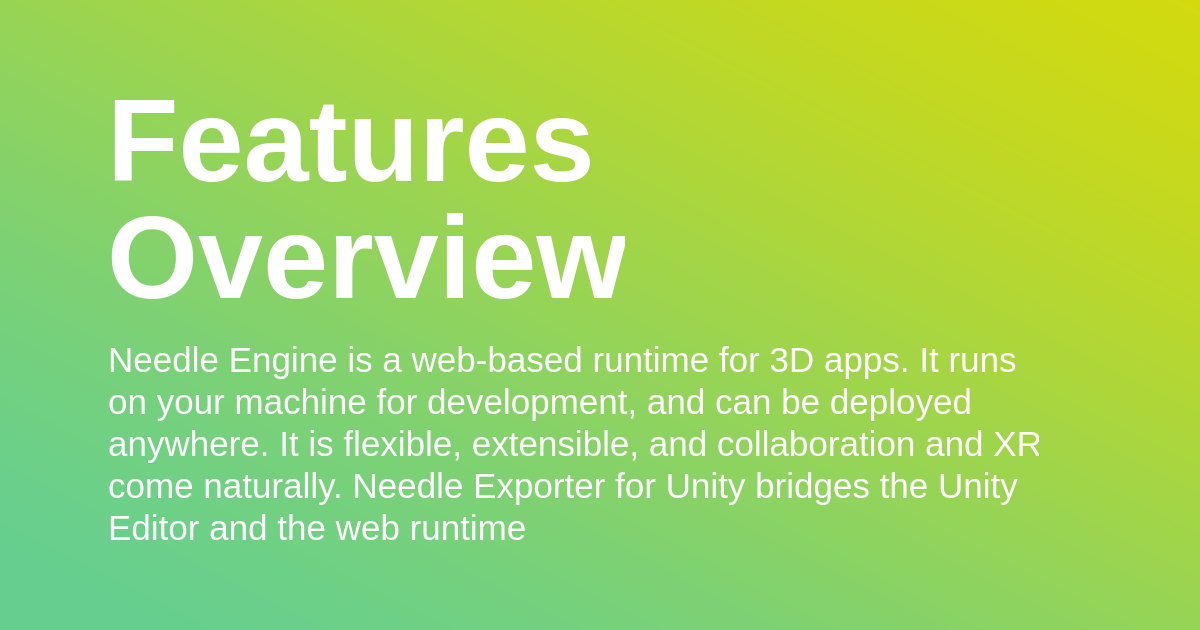 Features
Overview
Needle Engine is a web-based runtime for 3D apps. It runs
on your machine for development, and can be deployed
anywhere. It is flexible, extensible, and collaboration and XR
come naturally. Needle Exporter for Unity bridges the Unity
Editor and the web runtime